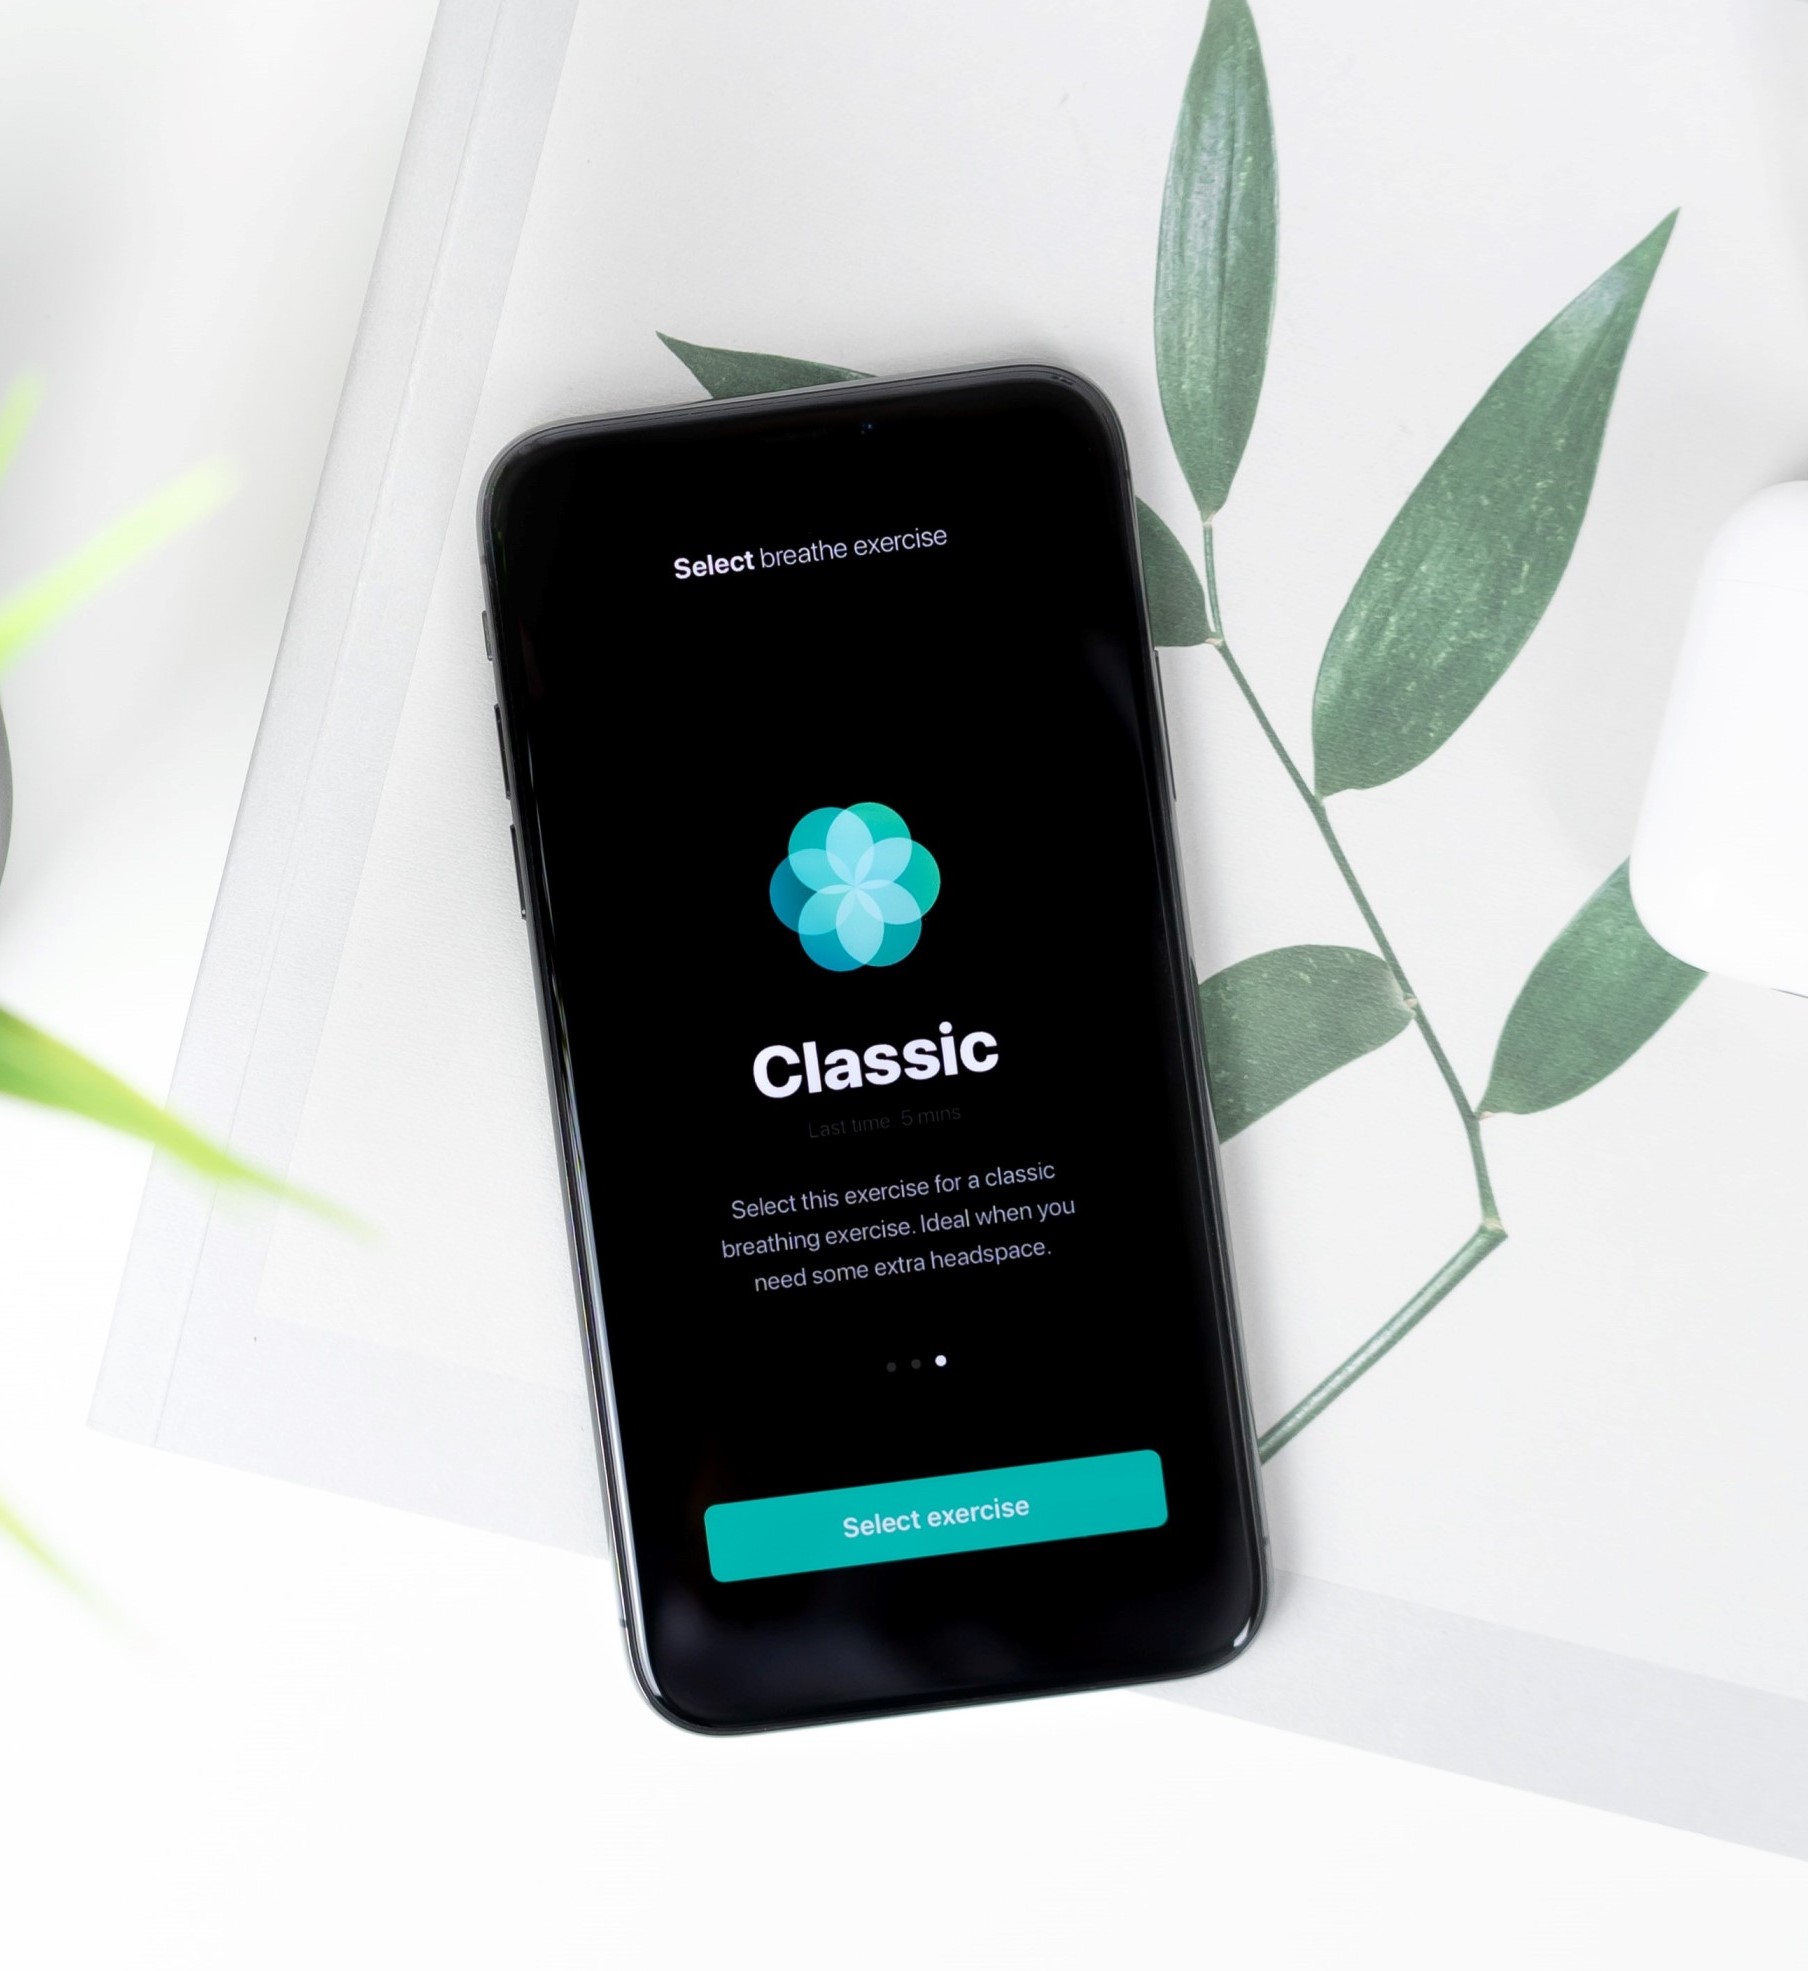 Select breathe exercise
Classic
Last time: 5 mins
Select this exercise for a classic
breathing exercise. Ideal when you
need some extra headspace.
Select exercise